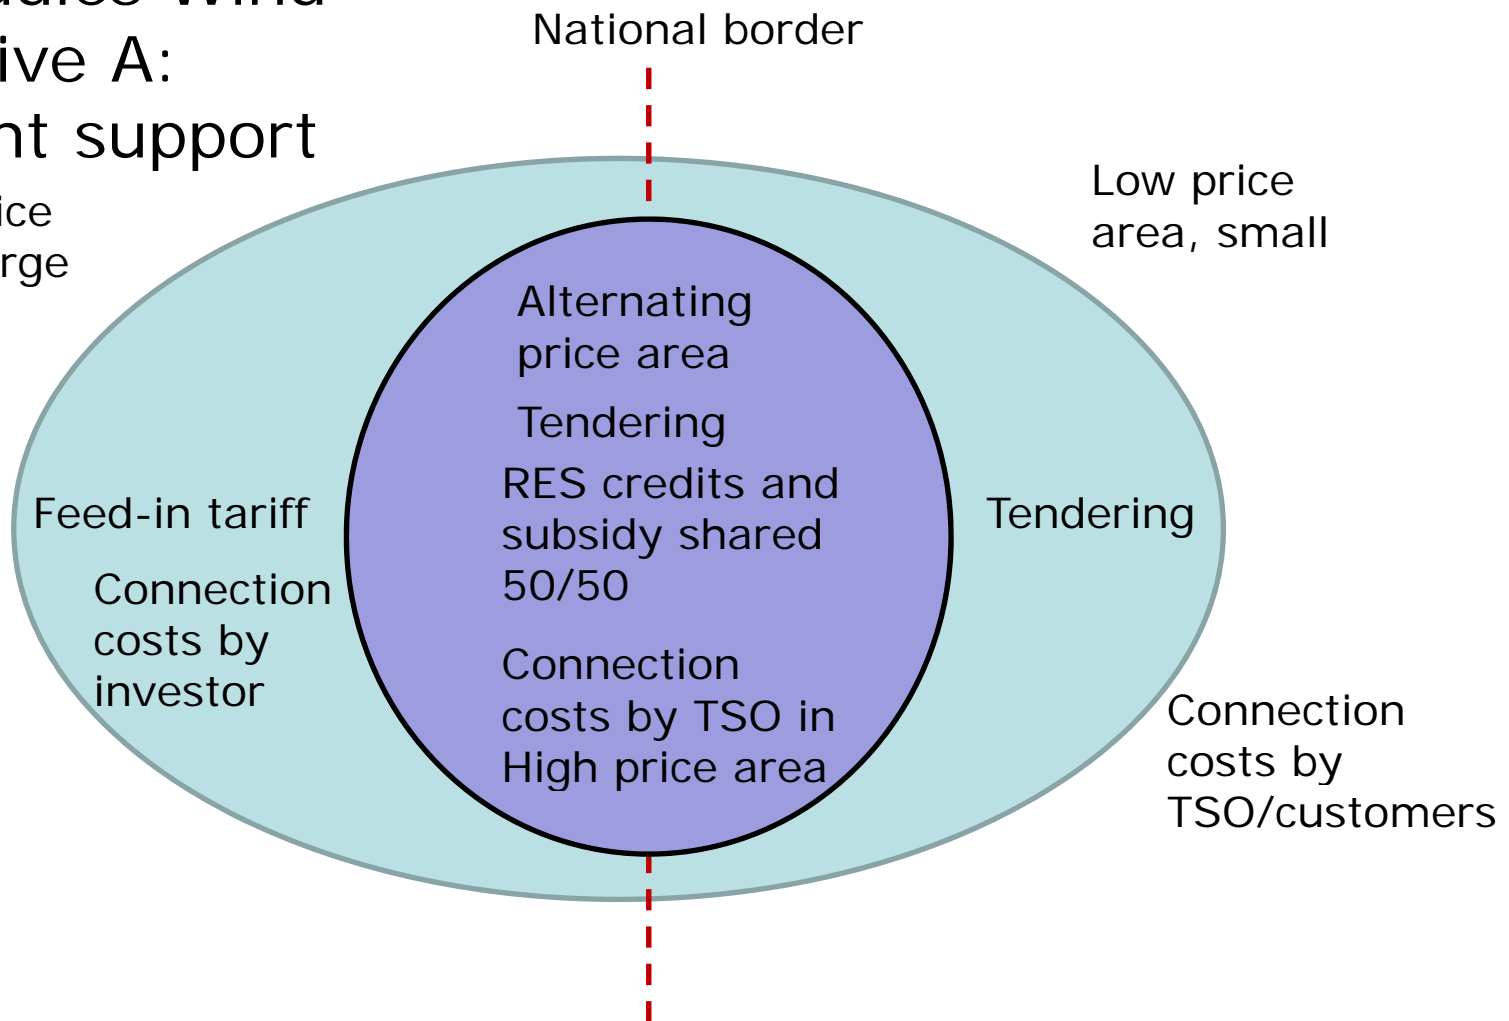 National border
ive A:
nt support
Low price
area, small
Alternating
price area
Tendering
RES credits and
subsidy shared
50/50
Connection
costs by TSO in
High price area
Feed-in tariff
Connection
costs by
investor
Tendering
Connection
costs by
TSO/customers